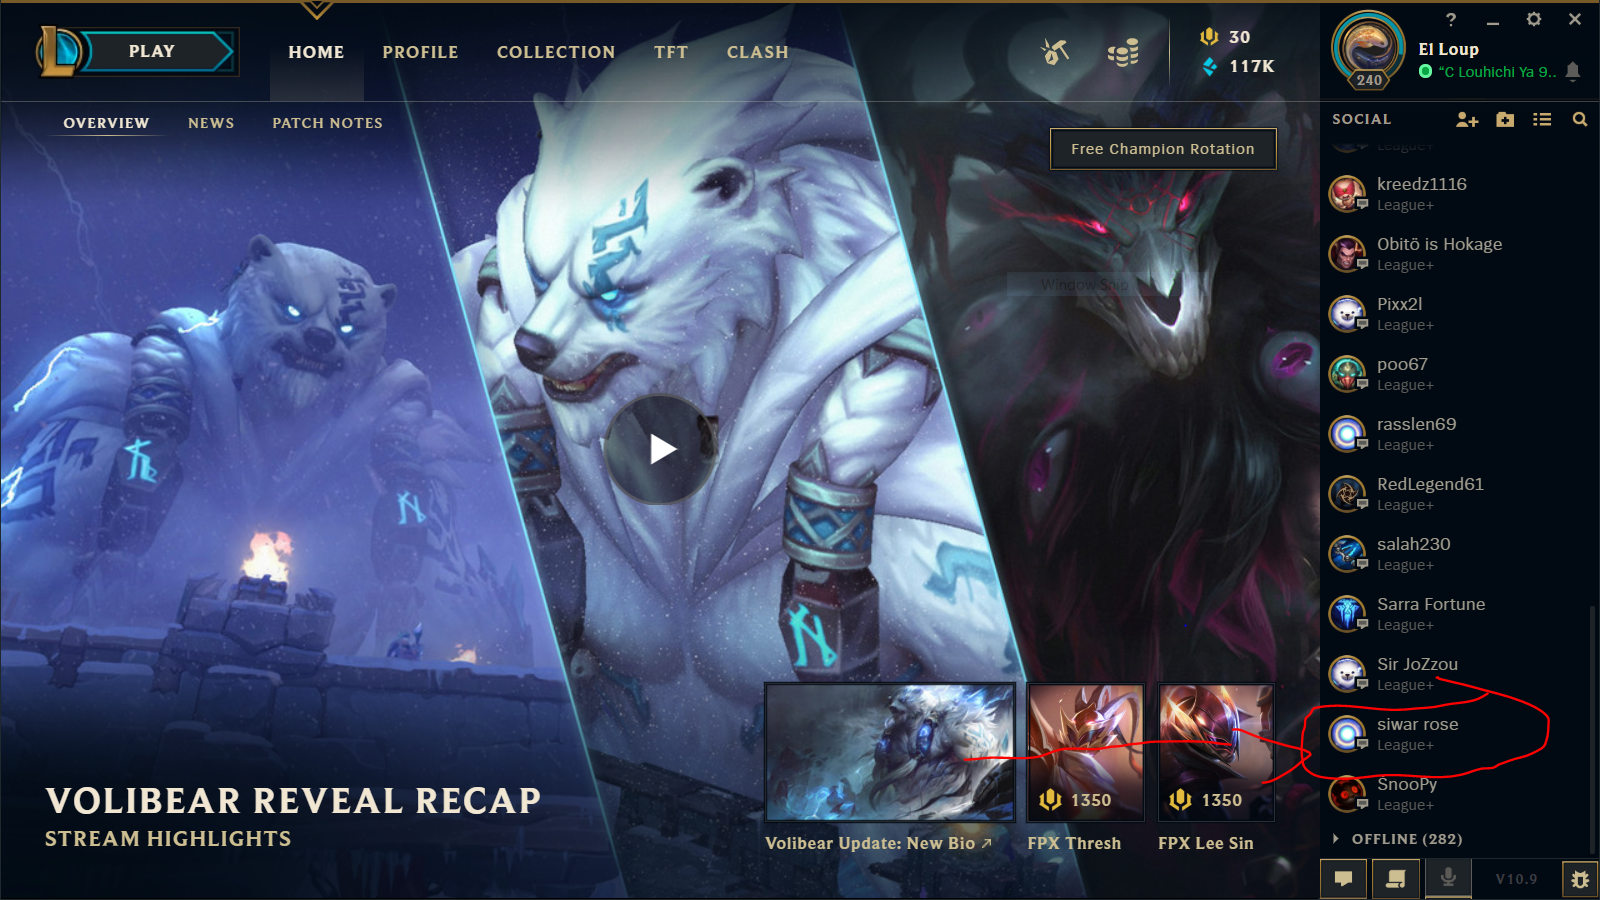 PLAY
HOME
PROFILE
COLLECTION
TFT
CLASH
30
117K
?
240
El Loup
"C Louhichi Ya 9..
OVERVIEW
NEWS
PATCH NOTES
Free Champion Rotation
Window Snip
SOCIAL
League+
kreedz1116
League+
Obitö is Hokage
League+
Pixx2l
League+
poo67
League+
rasslen69
League+
RedLegend61
League+
salah230
League+
Sarra Fortune
League+
Sir JoZzou
League+
siwar rose
League+
SnooPy
League+
OFFLINE (282)
V10.9
VOLIBEAR REVEAL RECAP
STREAM HIGHLIGHTS
Volibear Update: New Bio ↗
1350
FPX Thresh
1350
FPX Lee Sin